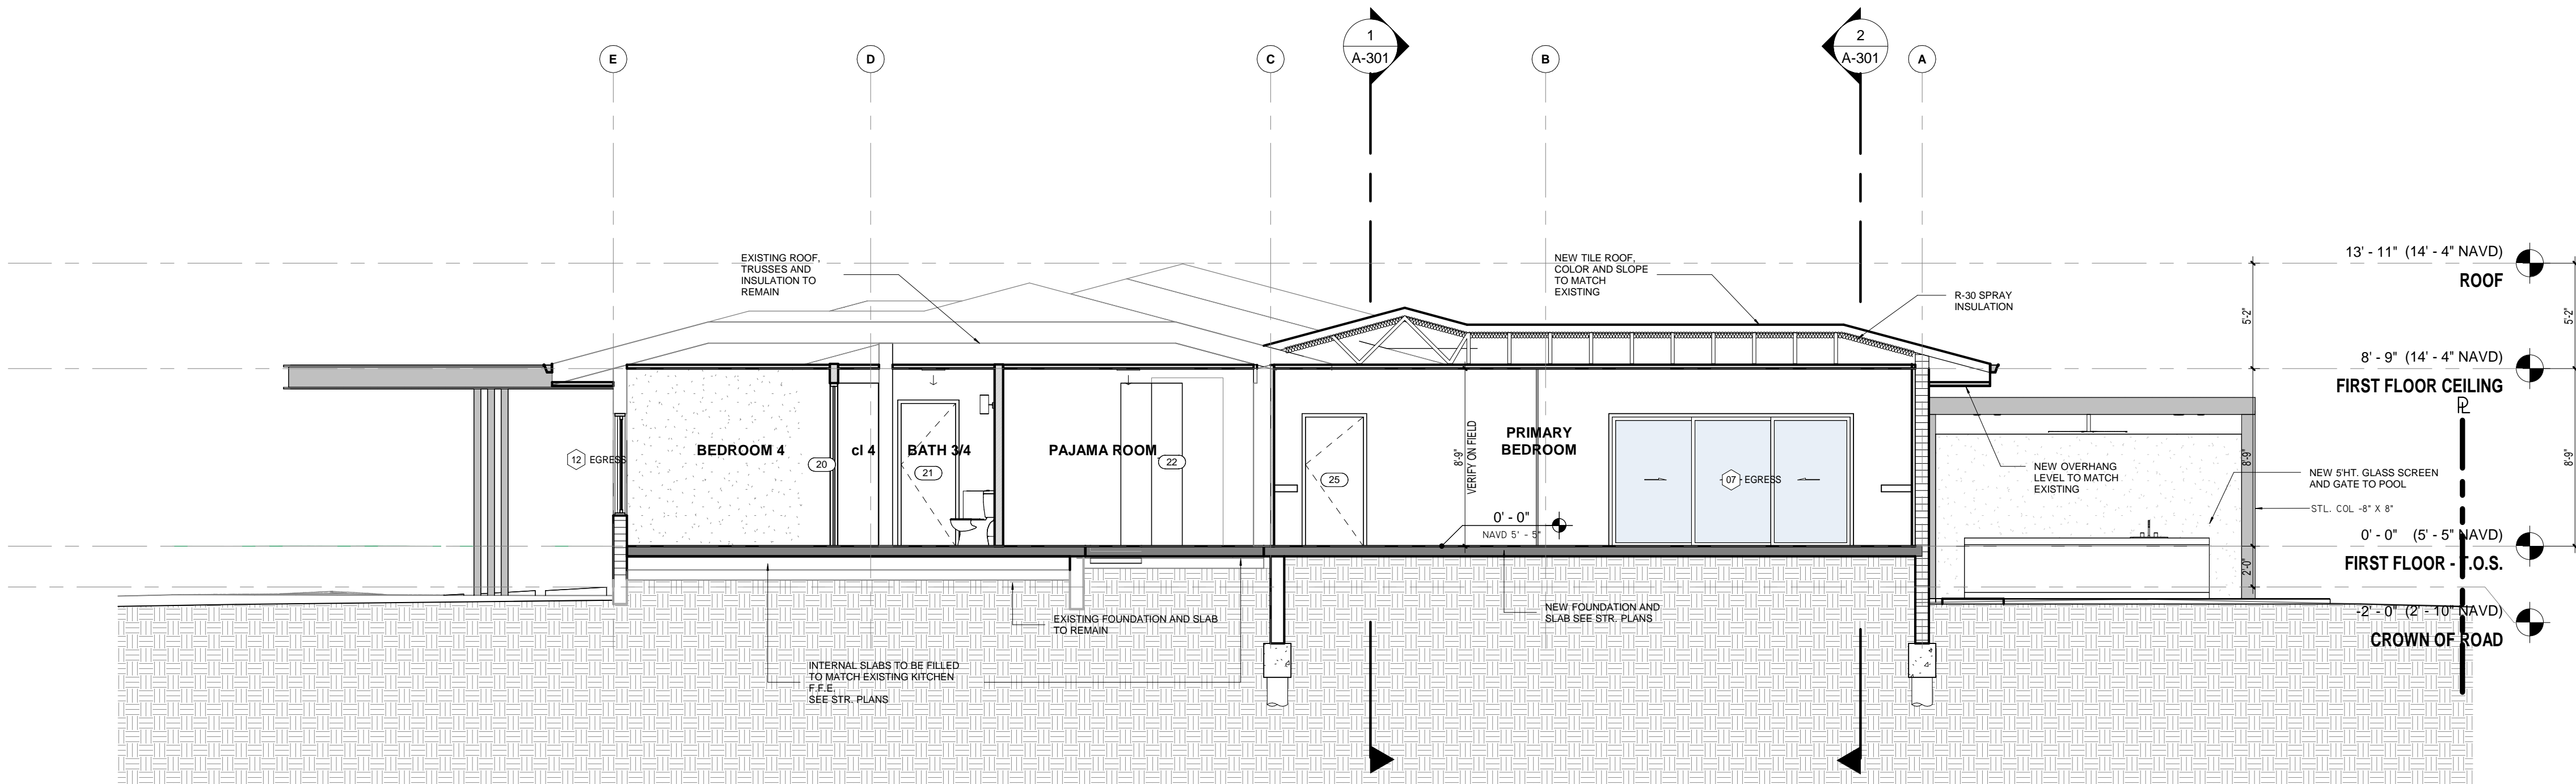 1
A-301
2
A-301
E
D
C
B
A
EXISTING ROOF,
TRUSSES AND
INSULATION TO
REMAIN
NEW TILE ROOF,
COLOR AND SLOPE
TO MATCH
EXISTING
R-30 SPRAY
INSULATION
13' - 11" (14' - 4" NAVD)
ROOF
5'-2"
5'-2"
8' - 9" (14' - 4" NAVD)
FIRST FLOOR CEILING
PL
12 EGRESS
BEDROOM 4
20
cl 4
BATH 3/4
21
PAJAMA ROOM
22
25
8'-9"
VERIFY ON FIELD
PRIMARY
BEDROOM
07 EGRESS
8'-9"
8'-9"
NEW OVERHANG
LEVEL TO MATCH
EXISTING
NEW 5'HT. GLASS SCREEN
AND GATE TO POOL
STL. COL -8" X 8"
0' - 0"
NAVD 5' - 5"
0' - 0" (5' - 5" NAVD)
FIRST FLOOR - T.O.S.
2'-0"
-2' - 0" (2' - 10" NAVD)
CROWN OF ROAD
EXISTING FOUNDATION AND SLAB
TO REMAIN
NEW FOUNDATION AND
SLAB SEE STR. PLANS
INTERNAL SLABS TO BE FILLED
TO MATCH EXISTING KITCHEN
F.F.E.
SEE STR. PLANS